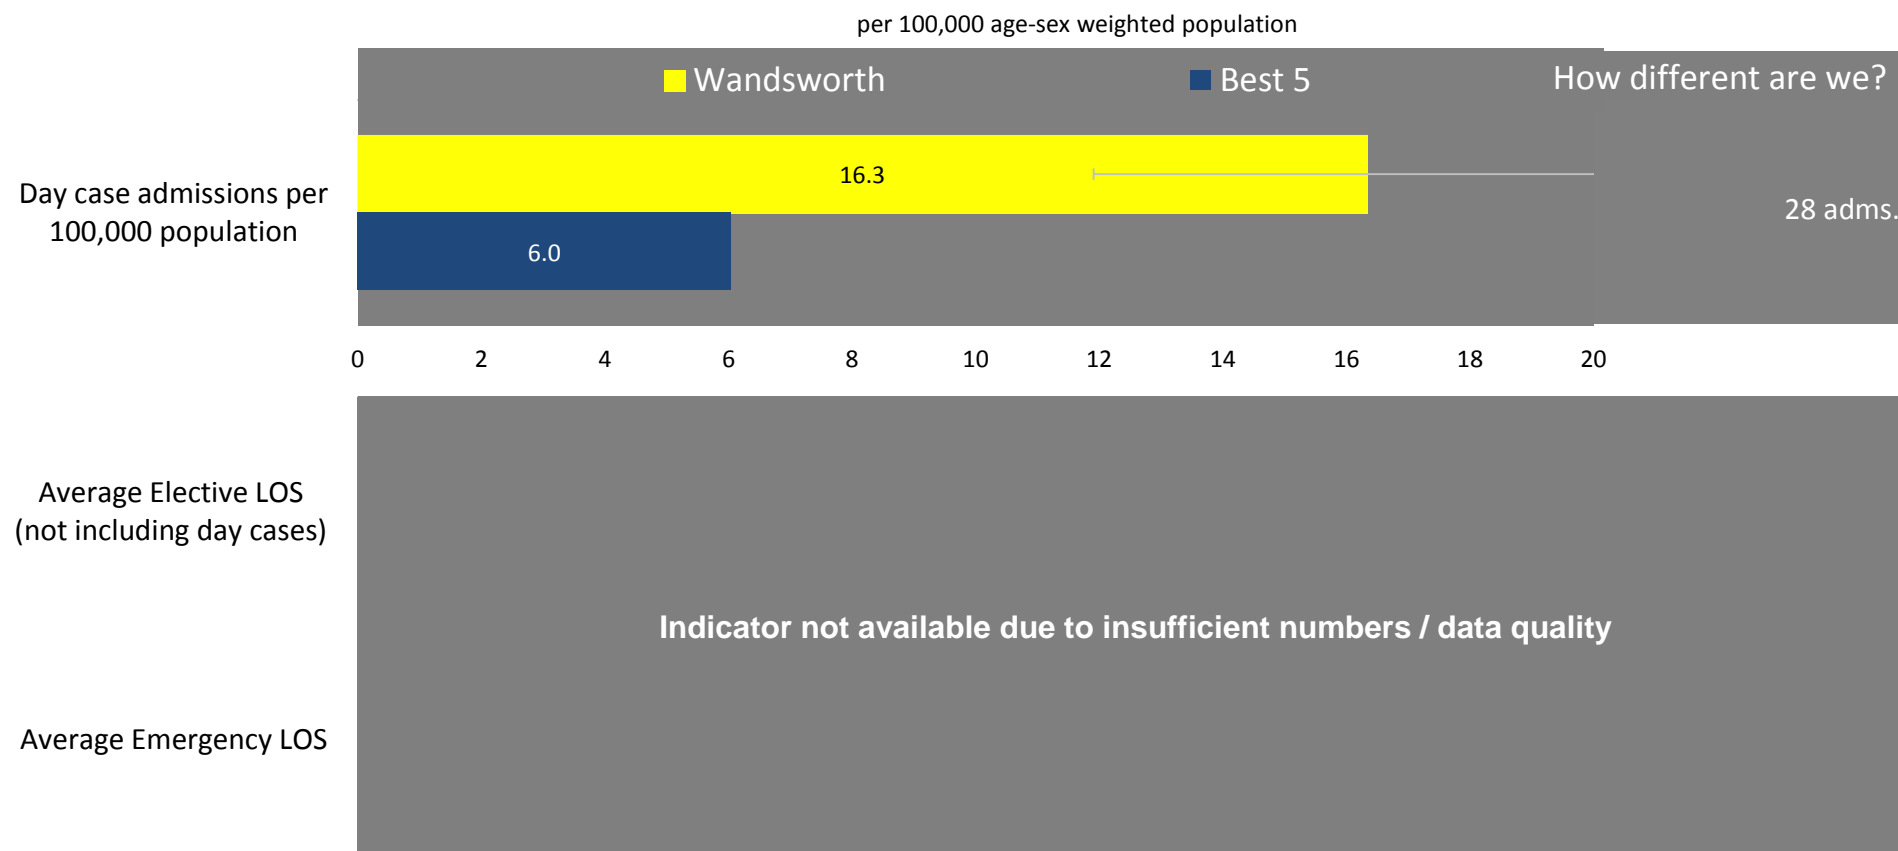 per 100,000 age-sex weighted population
Wandsworth
Best 5
How different are we?
Day case admissions per
100,000 population
16.3
6.0
28 adms.
0 2 4 6 8 10 12 14 16 18 20
Average Elective LOS
(not including day cases)
Indicator not available due to insufficient numbers / data quality
Average Emergency LOS